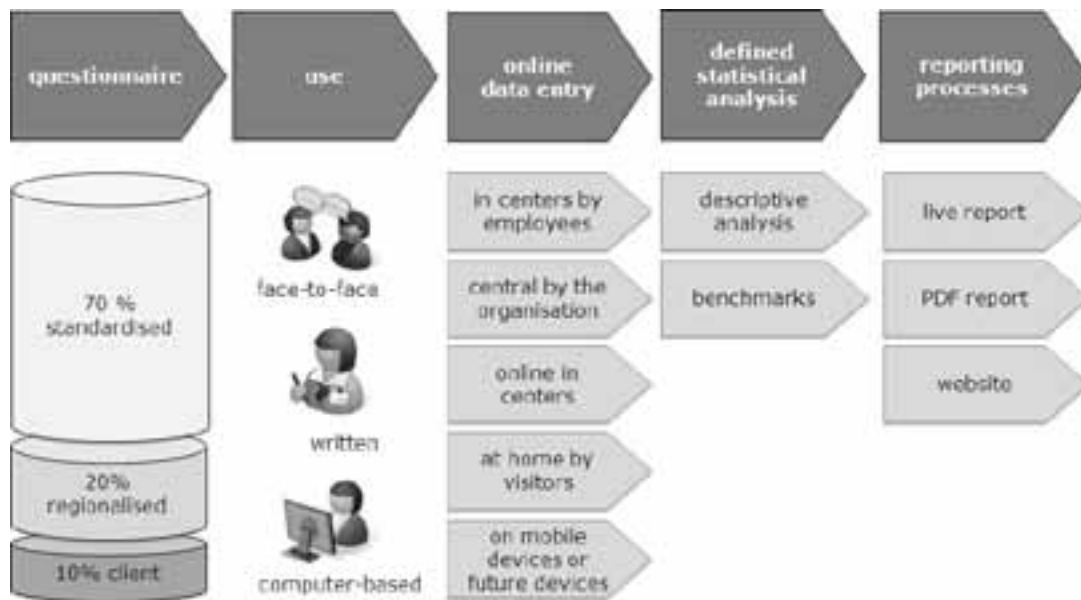 questionnaire
use
online
data entry
defined
statistical
analysis
reporting
processes
70 %
standardised
20%
regionalised
10% client
face-to-face
written
computer-based
in centers by
employees
central by the
organisation
online in
centers
at home by
visitors
on mobile
devices or
future devices
descriptive
analysis
benchmarks
live report
PDF report
website